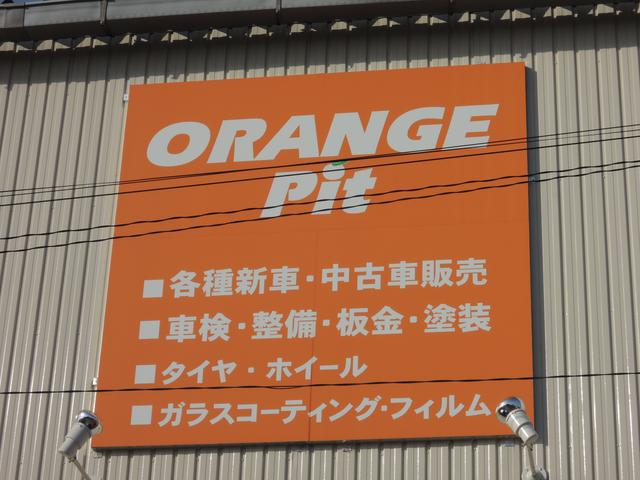 ORANGE
Pit
■各種新車・中古車販売
■車検・整備・板金・塗装
■タイヤ・ホイール
■ガラスコーティング・フィルム